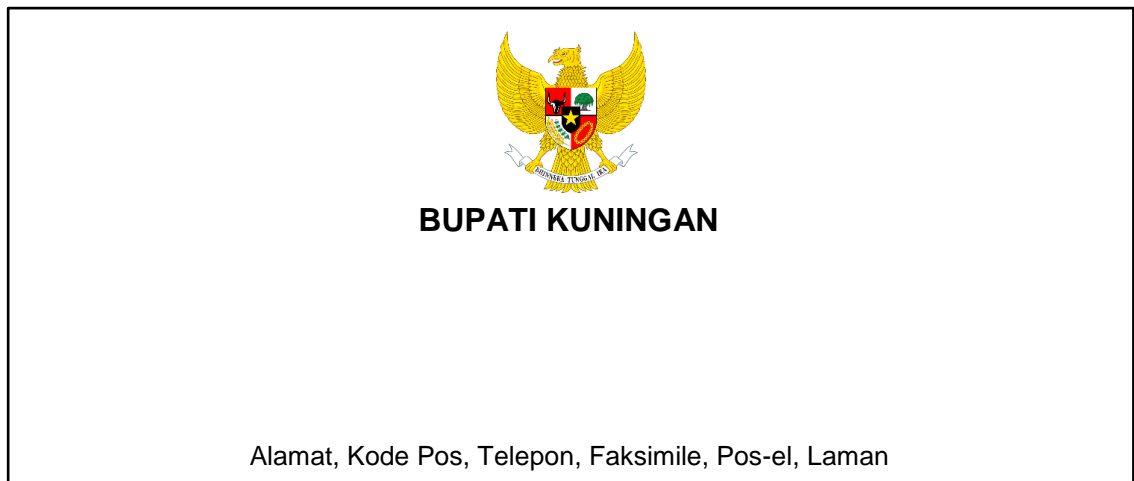 BHINNEKA TUNGGAL IKA
BUPATI KUNINGAN
Alamat, Kode Pos, Telepon, Faksimile, Pos-el, Laman